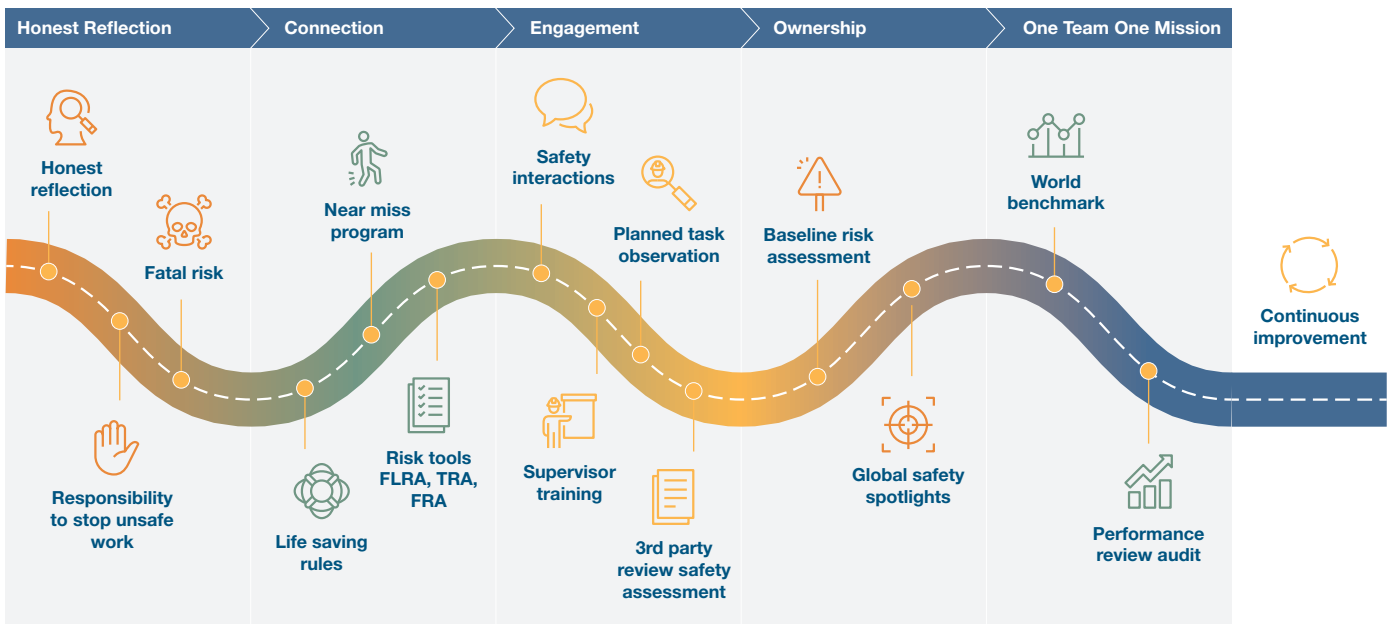 Honest Reflection
Connection
Engagement
Ownership
One Team One Mission
Honest
reflection
Responsibility
to stop unsafe
work
Fatal risk
Life saving
rules
Near miss
program
Risk tools
FLRA, TRA,
FRA
Safety
interactions
Supervisor
training
Planned task
observation
3rd party
review safety
assessment
Baseline risk
assessment
Global safety
spotlights
World
benchmark
Performance
review audit
Continuous
improvement